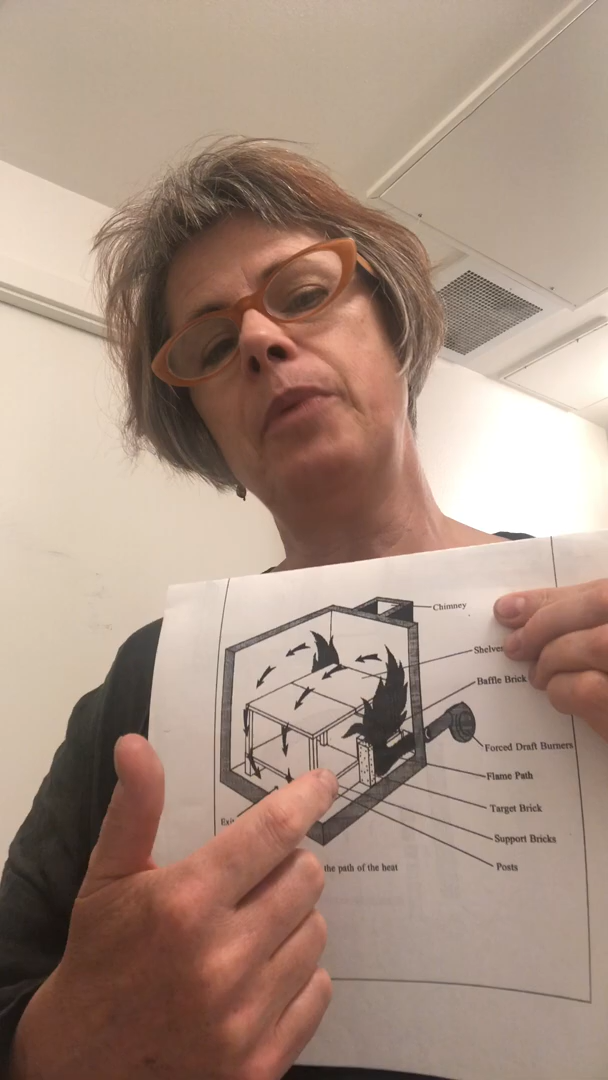 Chimney
Shelves
Baffle Brick
Forced Draft Burners
Flame Path
Target Brick
Exit
Support Bricks
Posts
the path of the heat